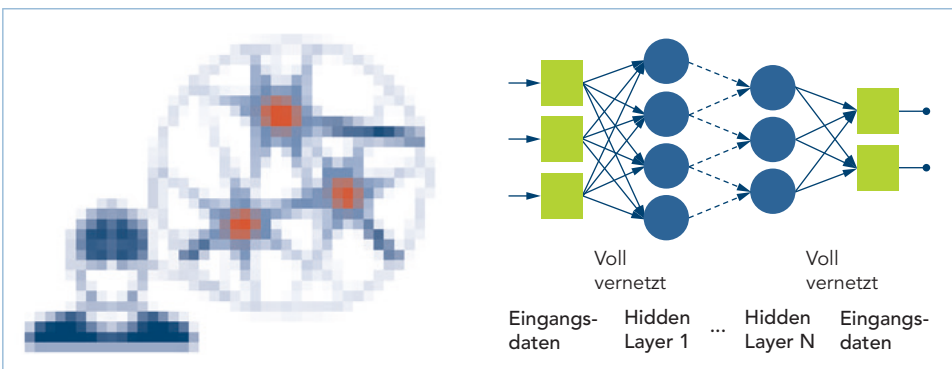 Voll
vernetzt
Voll
vernetzt
Eingangs-
daten
Hidden
Layer 1
...
Hidden
Layer N
Eingangs-
daten